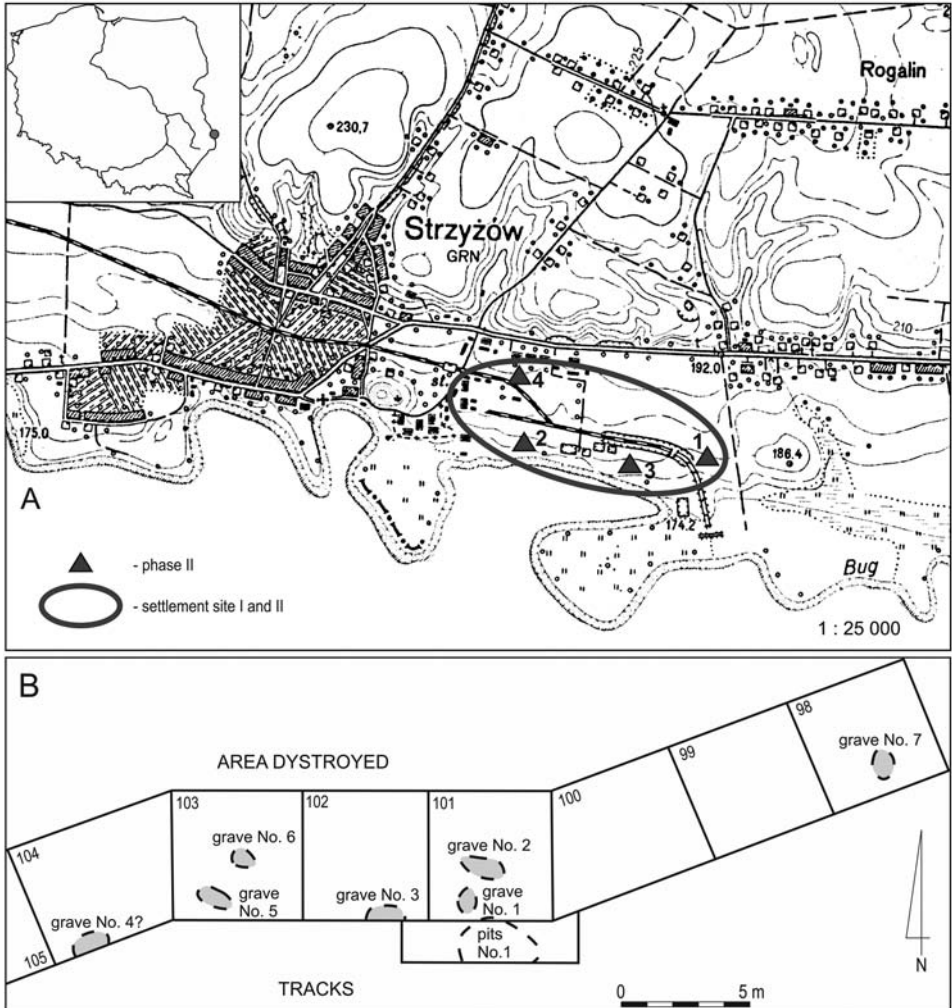 230,7
225
Rogalin
Strzyżów
GRN
210
192.0
4
st.
175.0
2
1
3
186.4
174.2
A
Bug
- phase II
- settlement site I and II
1 : 25 000
B
98
grave No. 7
99
AREA DYSTROYED
100
103
102
101
grave No. 6
grave No. 2
104
grave
No. 5
grave No. 3
grave
No. 1
grave No. 4?
pits
No.1
105
N
TRACKS
0
5 m